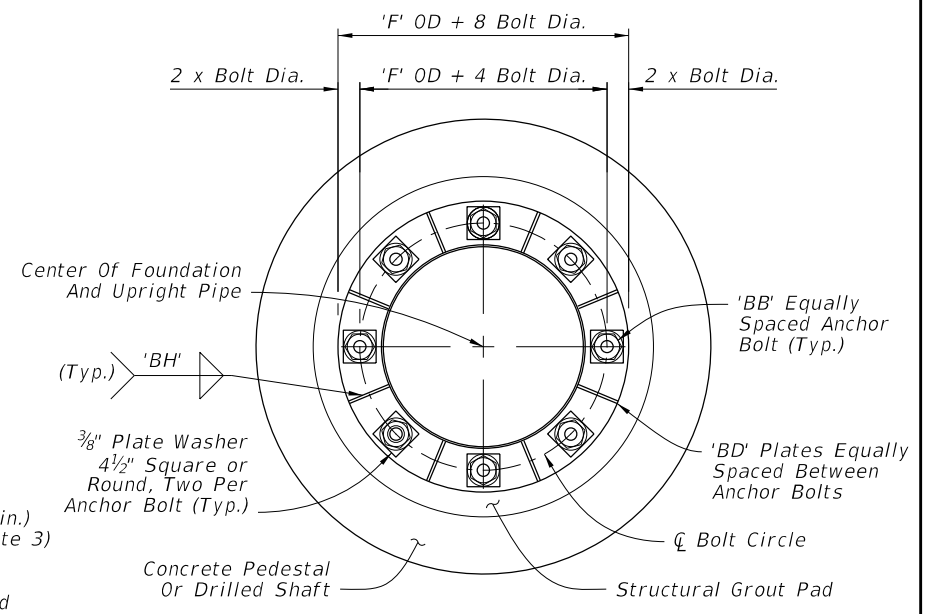 'F' OD + 8 Bolt Dia.
2 x Bolt Dia.
'F' OD + 4 Bolt Dia.
2 x Bolt Dia.
Center Of Foundation
And Upright Pipe
'BB' Equally
Spaced Anchor
Bolt (Typ.)
(Typ.)
'BH'
3/8" Plate Washer
4 1/2" Square or
Round, Two Per
Anchor Bolt (Typ.)
'BD' Plates Equally
Spaced Between
Anchor Bolts
in.)
te 3)
℄ Bolt Circle
Concrete Pedestal
Or Drilled Shaft
Structural Grout Pad
d